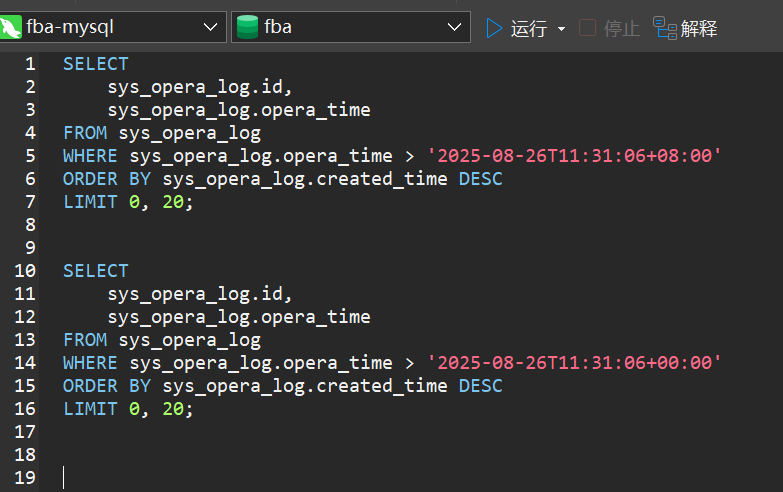 fba-mysql fba 运行 停止 解释
1 SELECT
2 sys_opera_log.id,
3 sys_opera_log.opera_time
4 FROM sys_opera_log
5 WHERE sys_opera_log.opera_time > '2025-08-26T11:31:06+08:00'
6 ORDER BY sys_opera_log.created_time DESC
7 LIMIT 0, 20;
8
9
10 SELECT
11 sys_opera_log.id,
12 sys_opera_log.opera_time
13 FROM sys_opera_log
14 WHERE sys_opera_log.opera_time > '2025-08-26T11:31:06+00:00'
15 ORDER BY sys_opera_log.created_time DESC
16 LIMIT 0, 20;
17
18
19